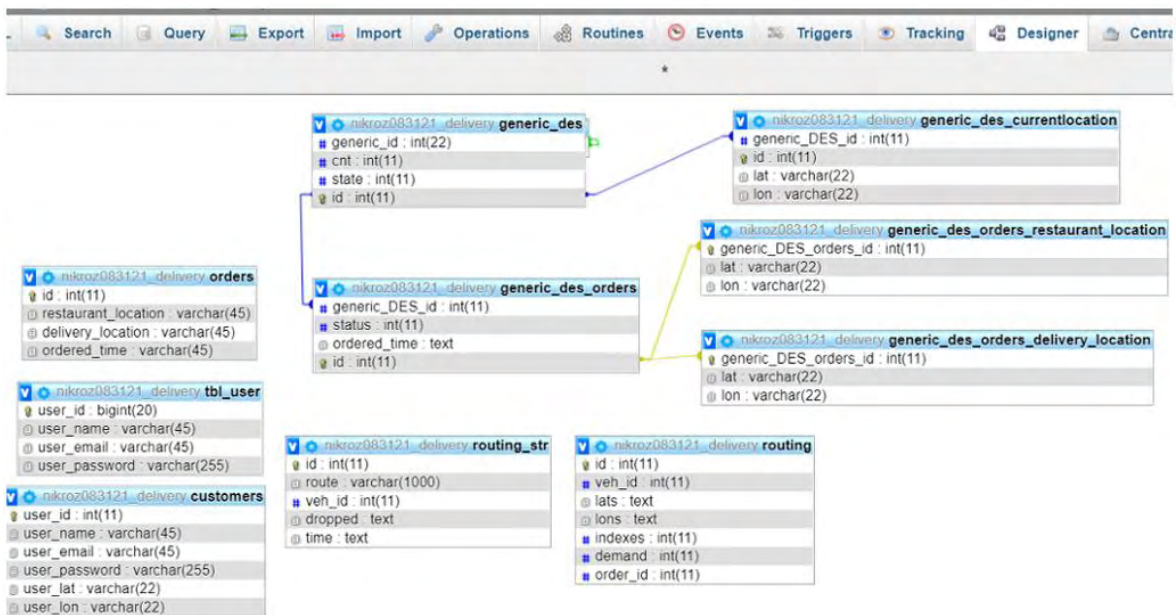 Search Query Export Import Operations Routines Events Triggers Tracking Designer Centra
*
nikroz083121_delivery generic_des
generic_id : int(22)
cnt : int(11)
state : int(11)
id : int(11)
nikroz083121_delivery generic_des_currentlocation
generic_DES_id : int(11)
id : int(11)
lat : varchar(22)
lon : varchar(22)
nikroz083121_delivery generic_des_orders_restaurant_location
generic_DES_orders_id : int(11)
lat : varchar(22)
lon : varchar(22)
nikroz083121_delivery orders
id : int(11)
restaurant_location : varchar(45)
delivery_location : varchar(45)
ordered_time : varchar(45)
nikroz083121_delivery generic_des_orders
generic_DES_id : int(11)
status : int(11)
ordered_time : text
id : int(11)
nikroz083121_delivery generic_des_orders_delivery_location
generic_DES_orders_id : int(11)
lat : varchar(22)
lon : varchar(22)
nikroz083121_delivery tbl_user
user_id : bigint(20)
user_name : varchar(45)
user_email : varchar(45)
user_password : varchar(255)
nikroz083121_delivery routing_str
id : int(11)
route : varchar(1000)
veh_id : int(11)
dropped : text
time : text
nikroz083121_delivery routing
id : int(11)
veh_id : int(11)
lats : text
lons : text
indexes : int(11)
demand : int(11)
order_id : int(11)
nikroz083121_delivery customers
user_id : int(11)
user_name : varchar(45)
user_email : varchar(45)
user_password : varchar(255)
user_lat : varchar(22)
user_lon : varchar(22)